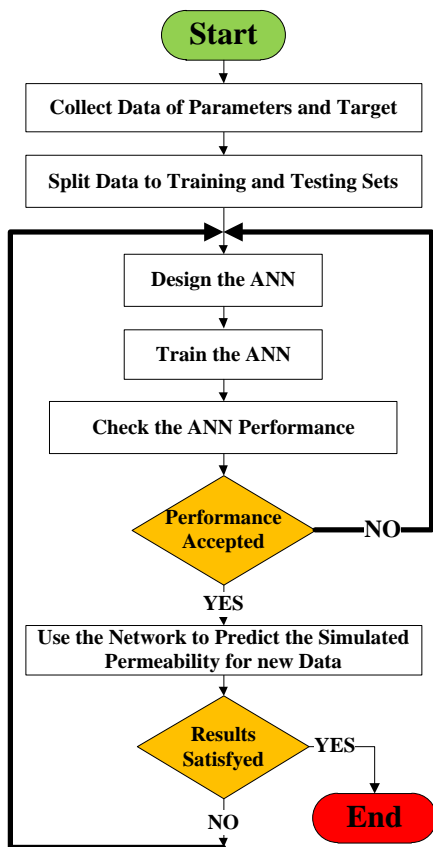 Start
Collect Data of Parameters and Target
Split Data to Training and Testing Sets
Design the ANN
Train the ANN
Check the ANN Performance
Performance
Accepted
NO
YES
Use the Network to Predict the Simulated
Permeability for new Data
Results
Satisfyed
YES
End
NO